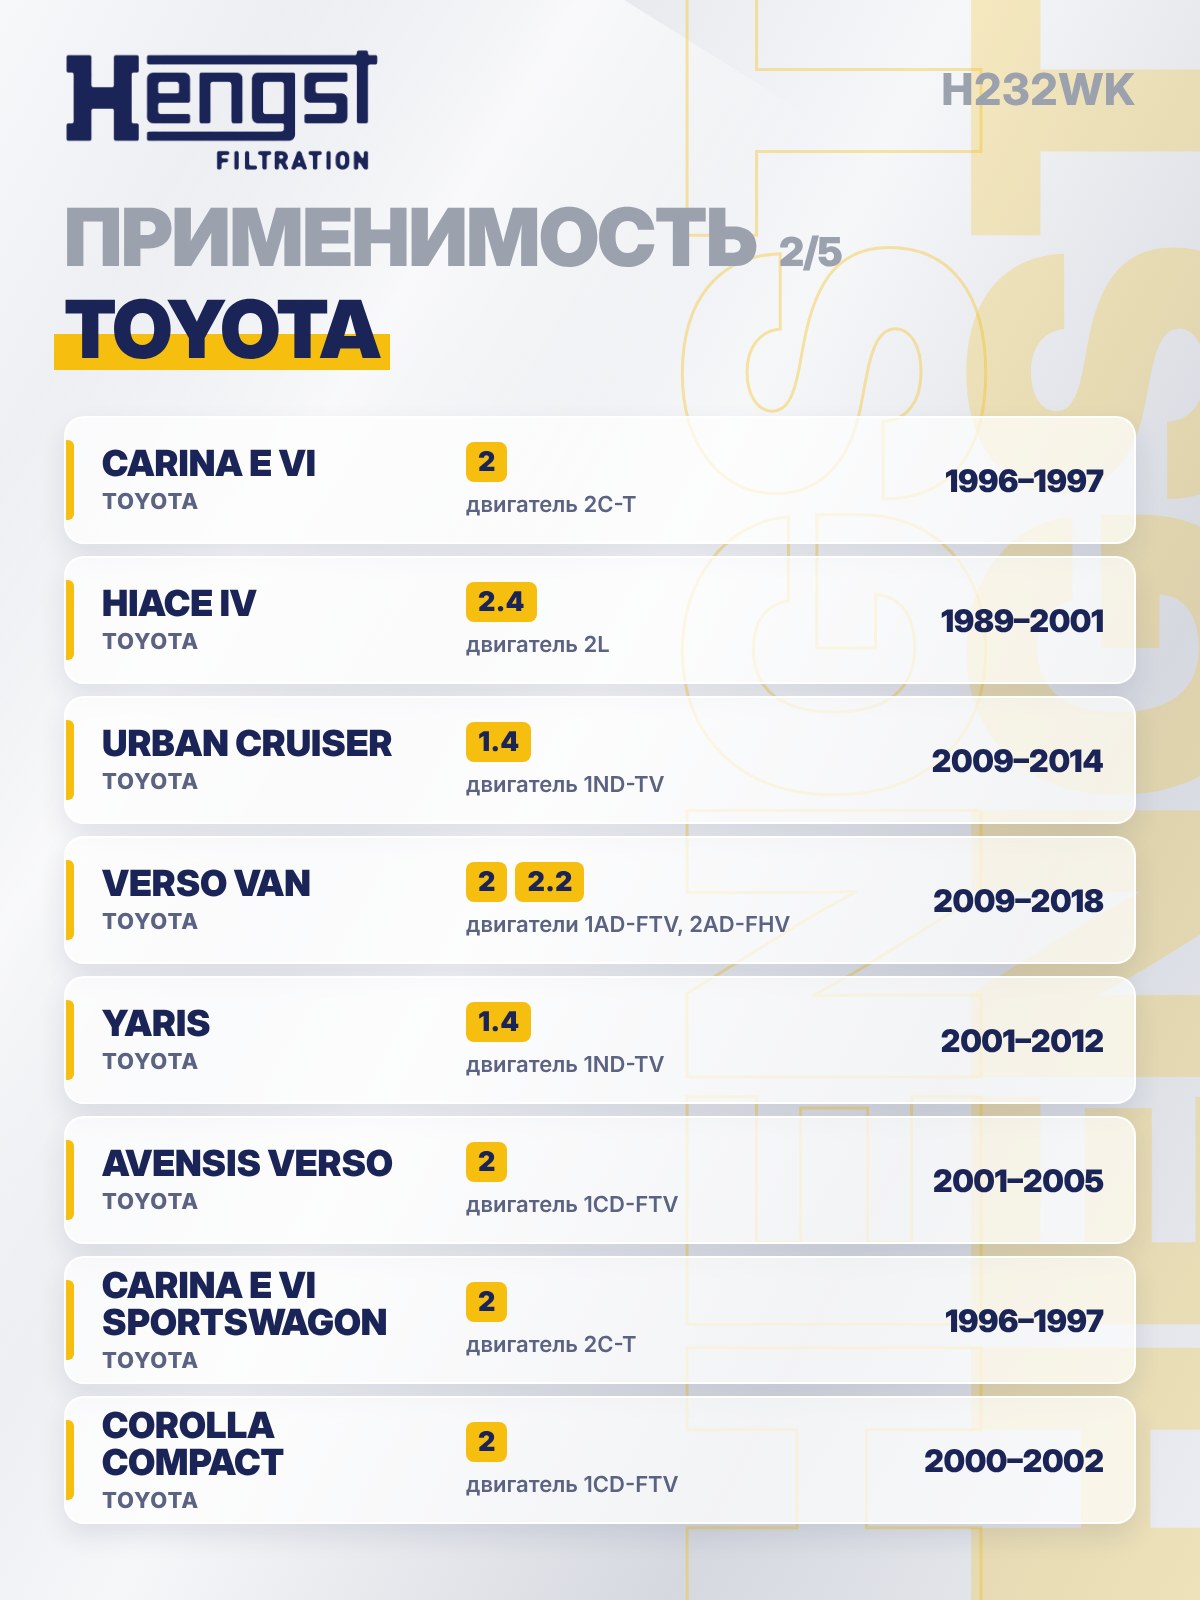 Hengst
FILTRATION
H232WK
ПРИМЕНИМОСТЬ 2/5
TOYOTA
CARINA E VI
TOYOTA
2
двигатель 2C-T
1996–1997
HIACE IV
TOYOTA
2.4
двигатель 2L
1989–2001
URBAN CRUISER
TOYOTA
1.4
двигатель 1ND-TV
2009–2014
VERSO VAN
TOYOTA
2 2.2
двигатели 1AD-FTV, 2AD-FHV
2009–2018
YARIS
TOYOTA
1.4
двигатель 1ND-TV
2001–2012
AVENSIS VERSO
TOYOTA
2
двигатель 1CD-FTV
2001–2005
CARINA E VI
SPORTSWAGON
TOYOTA
2
двигатель 2C-T
1996–1997
COROLLA
COMPACT
TOYOTA
2
двигатель 1CD-FTV
2000–2002
HENGST
HENGST